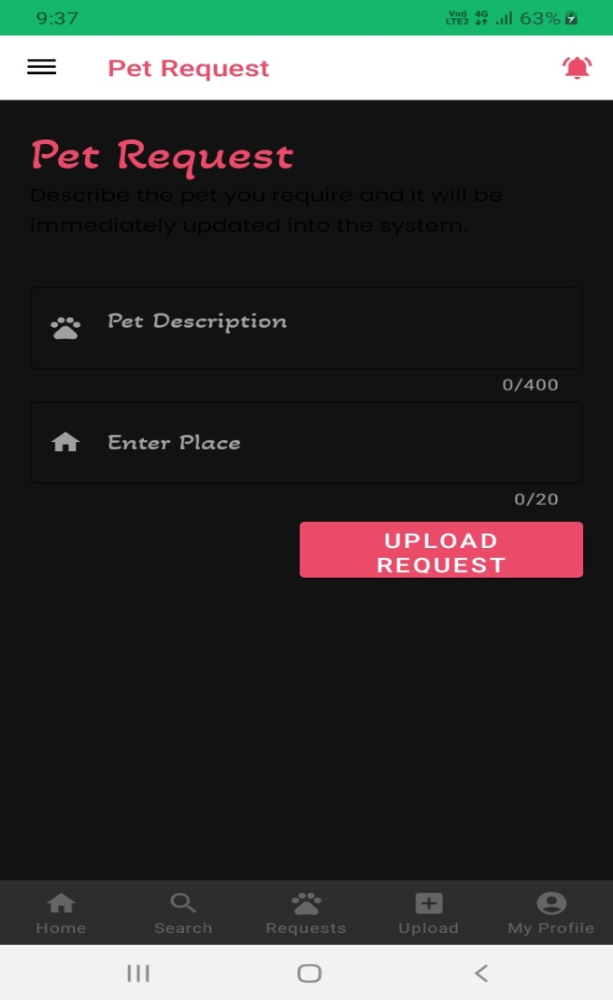 9:37
Vo)) 4G 63%
LTE2
Pet Request
Pet Request
Describe the pet you require and it will be
immediately updated into the system.
Pet Description
0/400
Enter Place
0/20
UPLOAD
REQUEST
Home Search Requests Upload My Profile